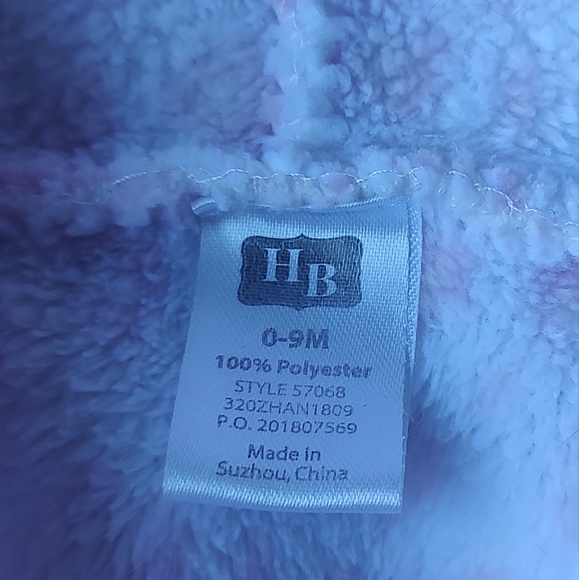 HB
0-9M
100% Polyester
STYLE 57068
320ZHAN1809
P.O. 201807569
Made in
Suzhou, China